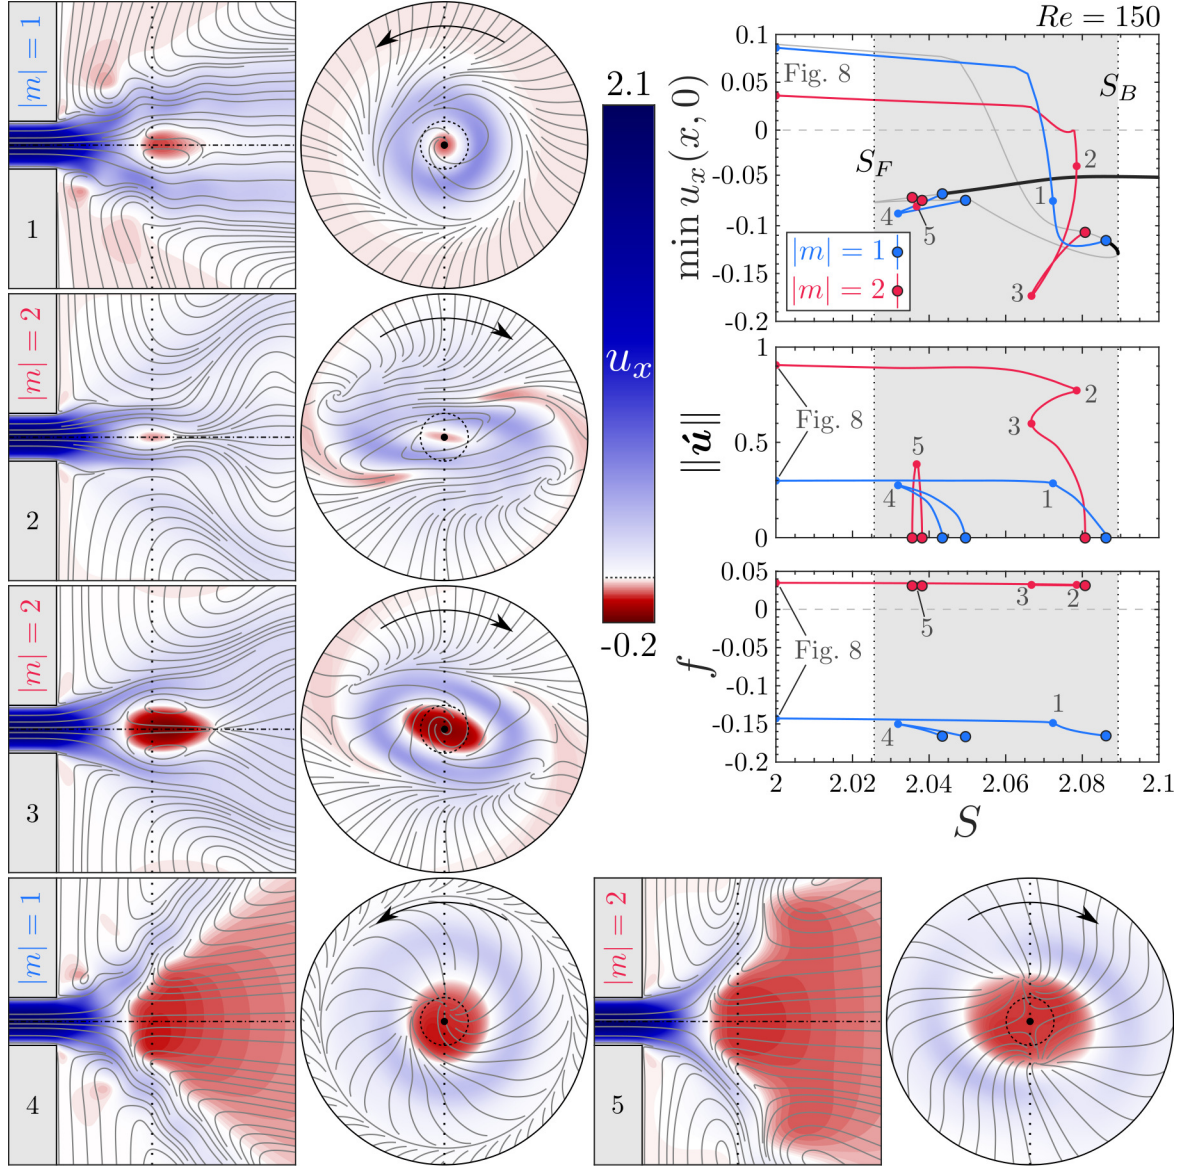 |m| = 1
1
|m| = 2
2
|m| = 2
3
|m| = 1
4
|m| = 2
5
2.1
u_x
-0.2
Re = 150
0.1
0.05
0
-0.05
-0.1
-0.15
-0.2
min u_x(x, 0)
Fig. 8
S_B
S_F
2
1
4
5
3
|m| = 1
|m| = 2
1
0.5
0
||ú||
Fig. 8
2
3
5
4
1
0.05
0
-0.05
-0.1
-0.15
-0.2
f
3
2
5
Fig. 8
1
4
2
2.02
2.04
2.06
2.08
2.1
S